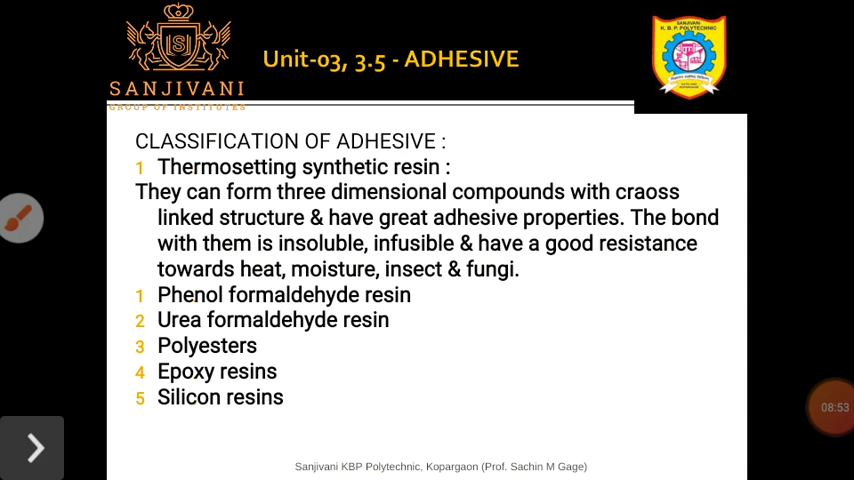 SANJIVANI
GROUP OF INSTITUTES
Unit-03, 3.5 - ADHESIVE
SANJIVANI
K. B. P. POLYTECHNIC
CLASSIFICATION OF ADHESIVE :
1 Thermosetting synthetic resin :
They can form three dimensional compounds with craoss
linked structure & have great adhesive properties. The bond
with them is insoluble, infusible & have a good resistance
towards heat, moisture, insect & fungi.
1 Phenol formaldehyde resin
2 Urea formaldehyde resin
3 Polyesters
4 Epoxy resins
5 Silicon resins
08:53
Sanjivani KBP Polytechnic, Kopargaon (Prof. Sachin M Gage)